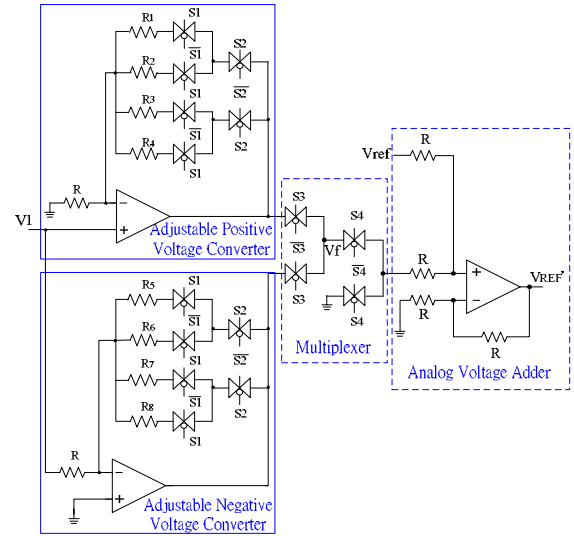 S1
R1
S1
S2
R2
S1
S2
R3
S1
S2
R4
S1
R
V1
Adjustable Positive
Voltage Converter
S3
S3
S3
Vf
S4
S4
S4
Multiplexer
Vref
R
R
R
R
VREF'
Analog Voltage Adder
S1
R5
S1
S2
R6
S1
S2
R7
S1
S2
R8
S1
R
Adjustable Negative
Voltage Converter